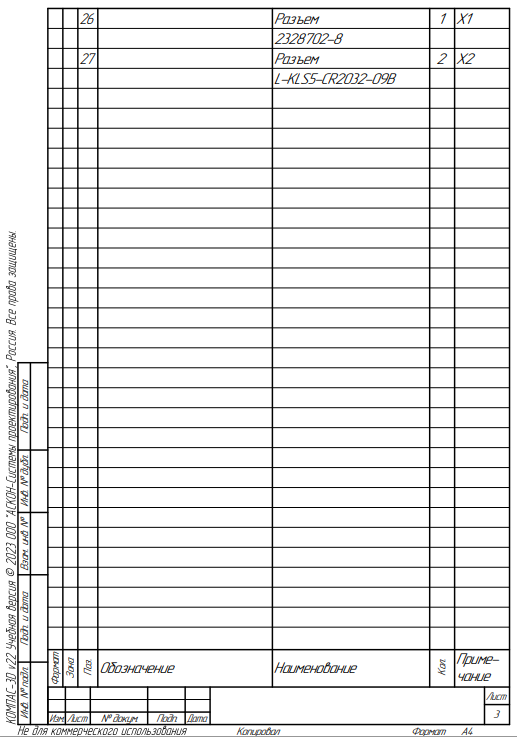 26 Разъем 1 X1
2328702-8
27 Разъем 2 X2
L-KLS5-CR2032-09B
КОМПАС-3D v22 Учебная версия © 2023 ООО "АСКОН-Системы проектирования", Россия. Все права защищены.
Подп. и дата
Инв. № дубл.
Взам. инв. №
Подп. и дата
Инв. № подл.
Формат Зона Поз. Обозначение Наименование Кол. Приме-
чание
Изм. Лист № докум. Подп. Дата
Лист
3
Не для коммерческого использования Копировал Формат A4